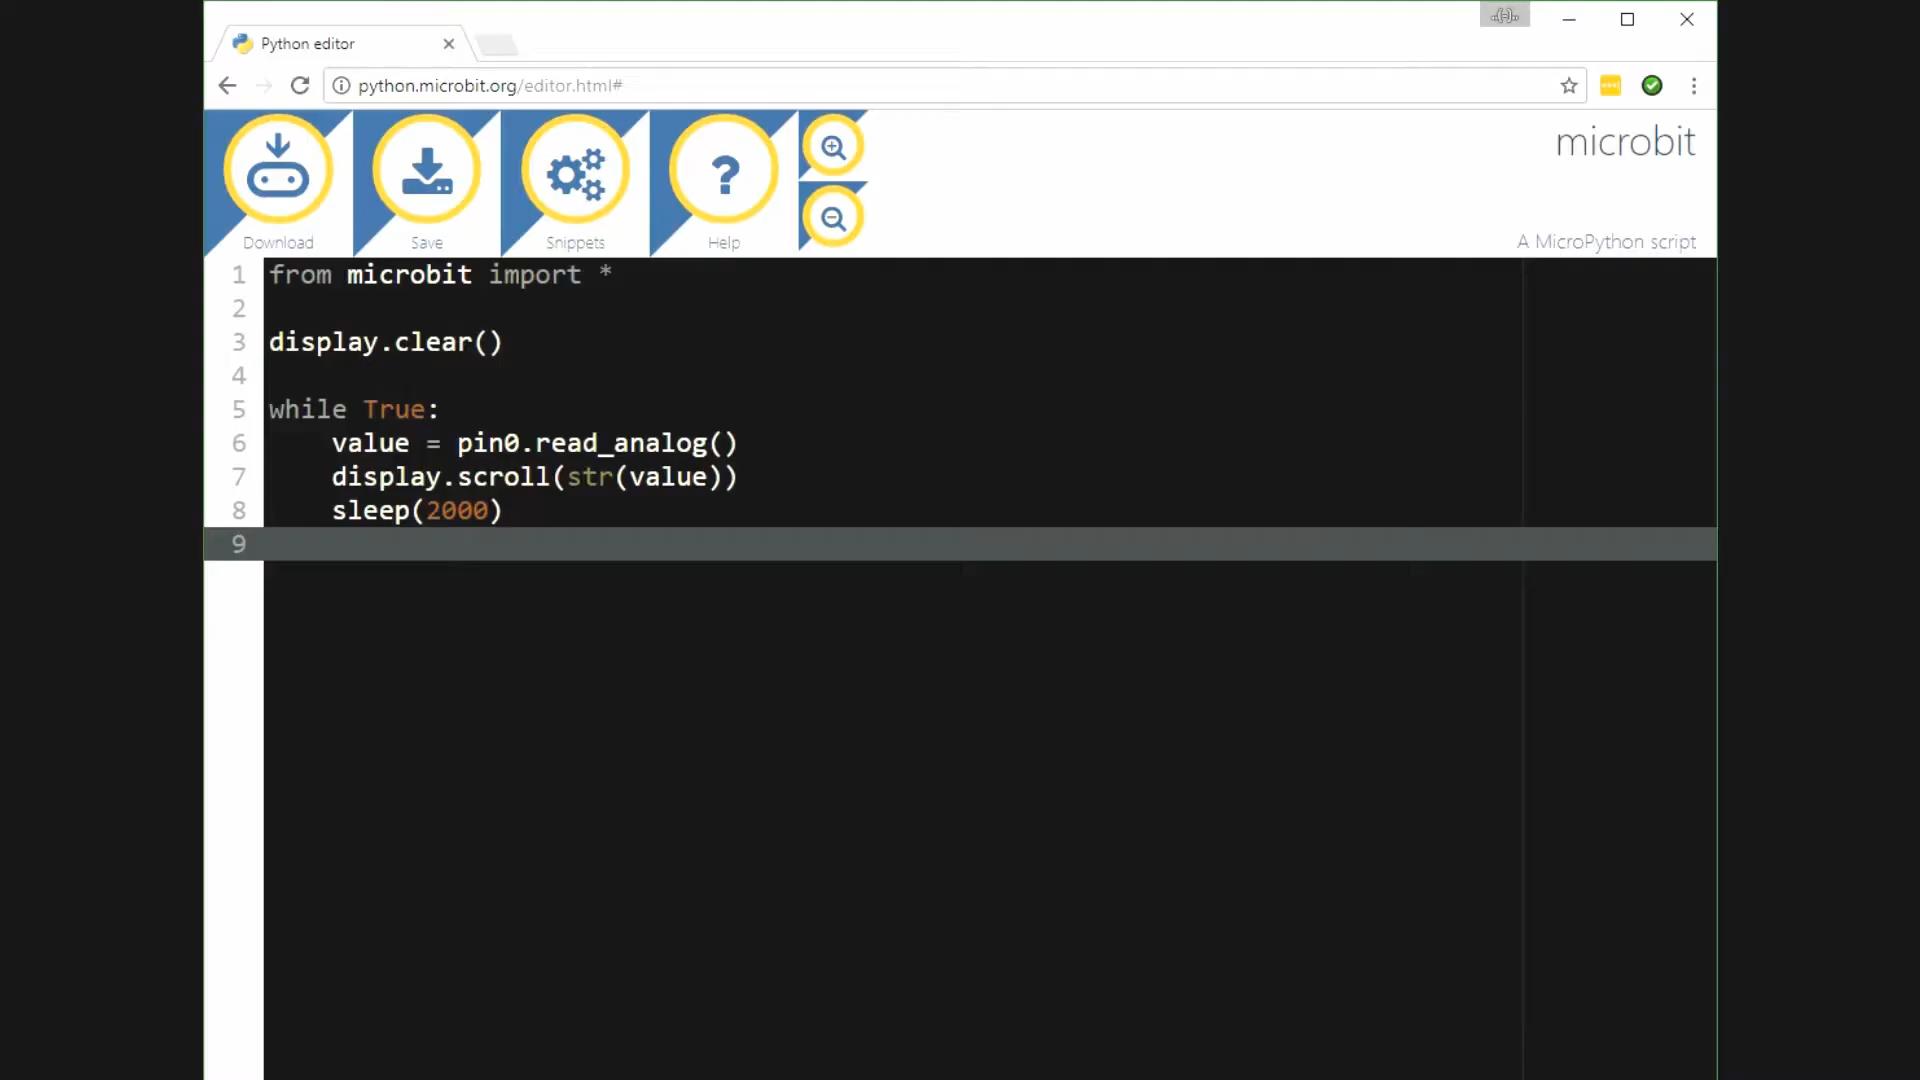 Python editor
python.microbit.org/editor.html#
microbit
Download
Save
Snippets
?
Help
A MicroPython script
1 from microbit import *
2
3 display.clear()
4
5 while True:
6     value = pin0.read_analog()
7     display.scroll(str(value))
8     sleep(2000)
9